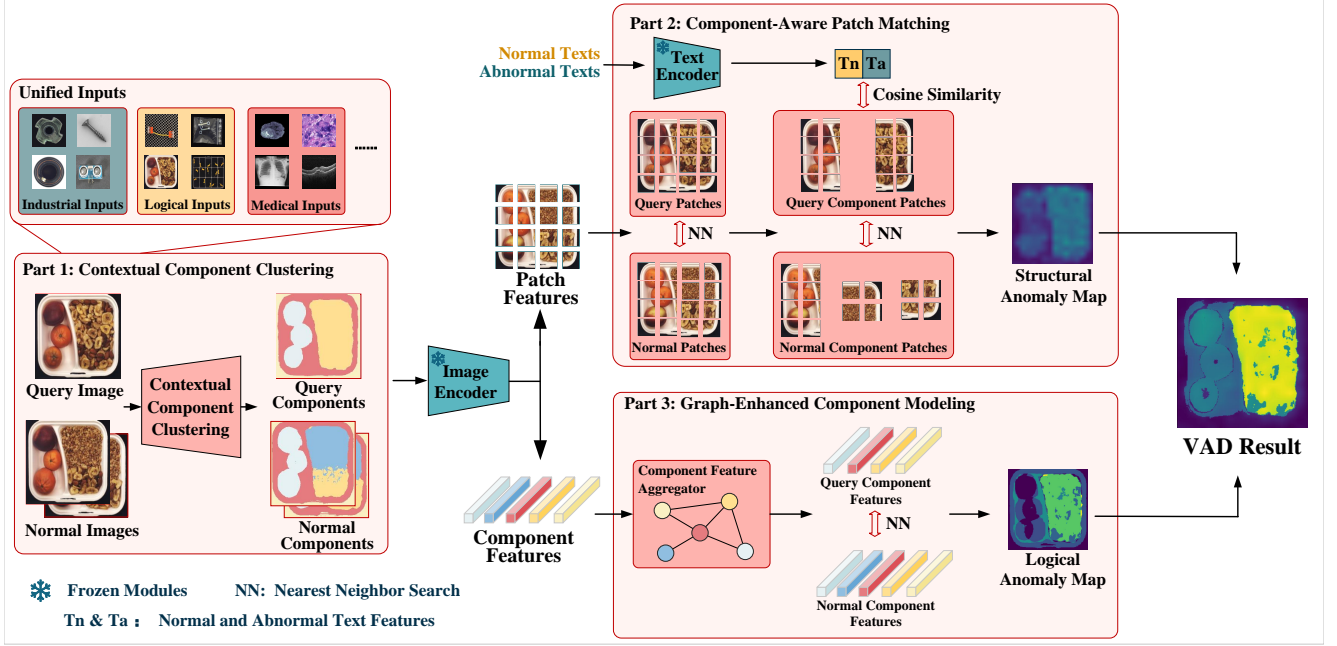 Unified Inputs
Industrial Inputs
Logical Inputs
Medical Inputs
......
Part 1: Contextual Component Clustering
Query Image
Normal Images
Contextual
Component
Clustering
Query
Components
Normal
Components
Image
Encoder
Patch
Features
Component
Features
Part 2: Component-Aware Patch Matching
Normal Texts
Abnormal Texts
Text
Encoder
Tn Ta
Cosine Similarity
Query Patches
Query Component Patches
NN
NN
Normal Patches
Normal Component Patches
Structural
Anomaly Map
Part 3: Graph-Enhanced Component Modeling
Component Feature
Aggregator
Query Component
Features
NN
Normal Component
Features
Logical
Anomaly Map
VAD Result
Frozen Modules
NN: Nearest Neighbor Search
Tn & Ta : Normal and Abnormal Text Features